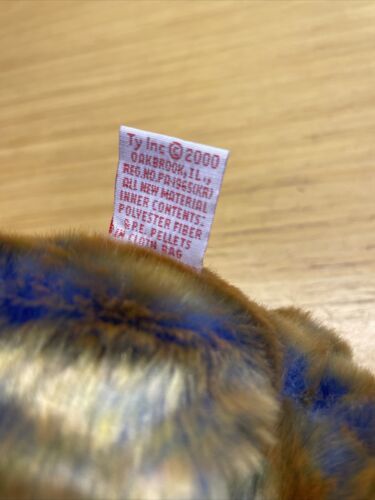 Ty Inc © 2000
OAKBROOK, IL.,
REG.NO.PA.1965(KR)
ALL NEW MATERIAL
INNER CONTENTS:
POLYESTER FIBER
& P.E. PELLETS
IN CLOTH BAG